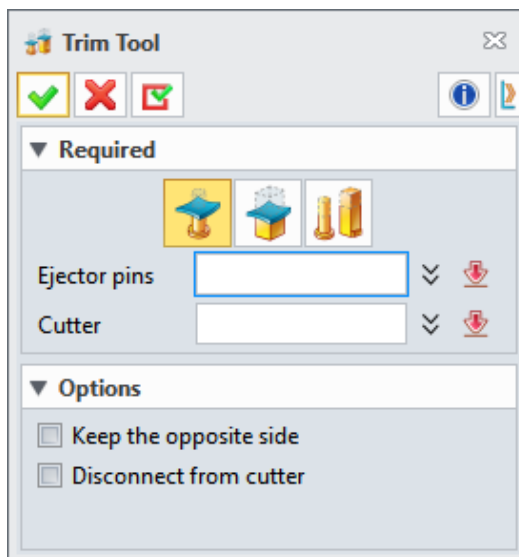 Trim Tool
Required
Ejector pins
Cutter
Options
Keep the opposite side
Disconnect from cutter